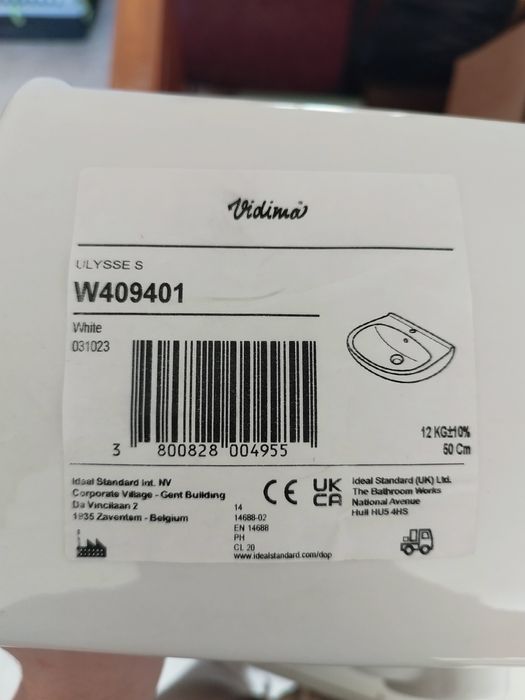 Vidima
ULYSSE S
W409401
White
031023
3 800828 004955
12 KG±10%
60 Cm
Ideal Standard Int. NV
Corporate Village - Gent Building
Da Vincilaan 2
1935 Zaventem - Belgium
14
14688-02
EN 14688
PH
CL 20
www.idealstandard.com/dop
CE
UK
CA
Ideal Standard (UK) Ltd.
The Bathroom Works
National Avenue
Hull HU5 4HS